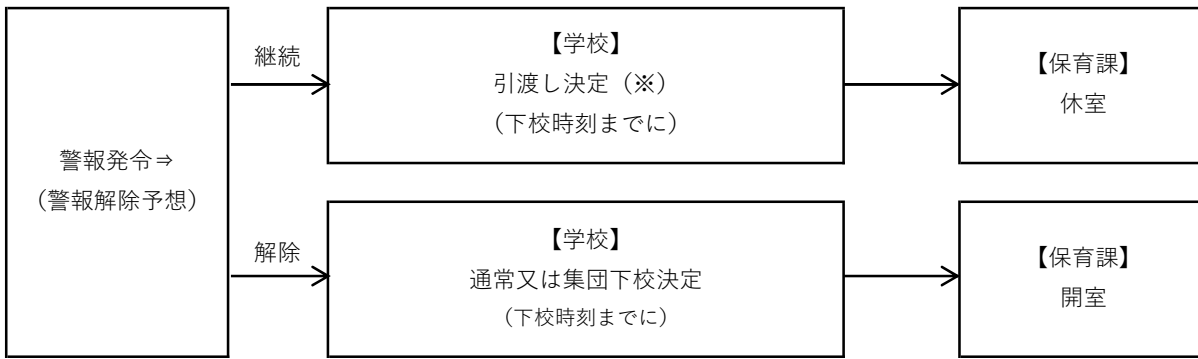 警報発令⇒
（警報解除予想）
継続
【学校】
引渡し決定（※）
（下校時刻までに）
【保育課】
休室
解除
【学校】
通常又は集団下校決定
（下校時刻までに）
【保育課】
開室